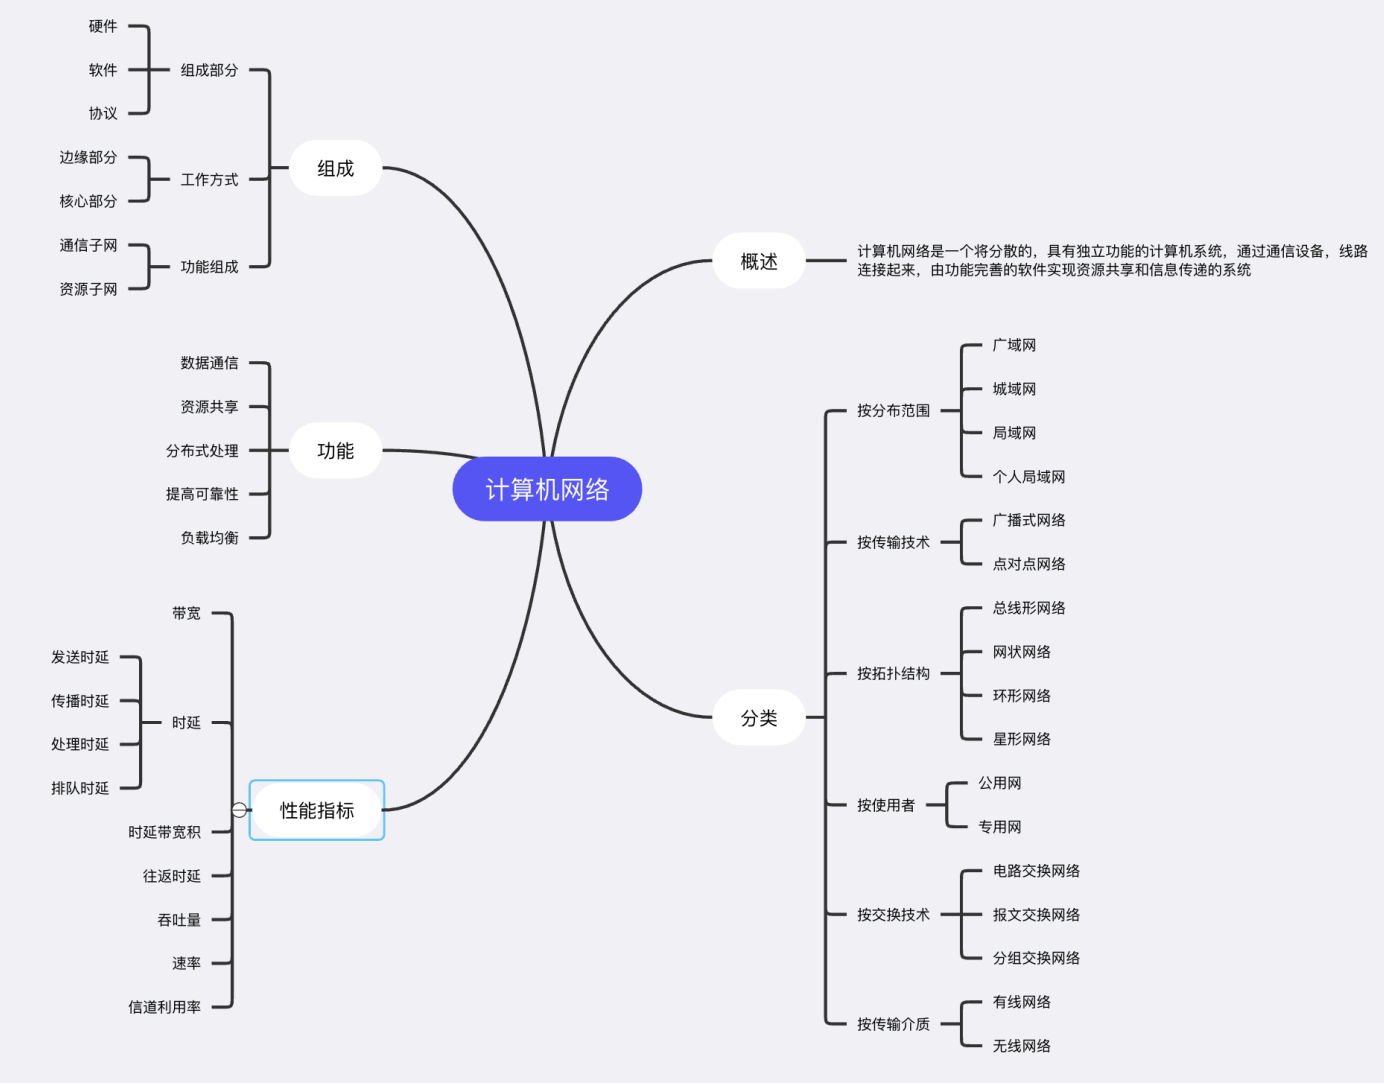 计算机网络
概述
计算机网络是一个将分散的，具有独立功能的计算机系统，通过通信设备，线路
连接起来，由功能完善的软件实现资源共享和信息传递的系统
分类
按分布范围
广域网
城域网
局域网
个人局域网
按传输技术
广播式网络
点对点网络
按拓扑结构
总线形网络
网状网络
环形网络
星形网络
按使用者
公用网
专用网
按交换技术
电路交换网络
报文交换网络
分组交换网络
按传输介质
有线网络
无线网络
组成
组成部分
硬件
软件
协议
工作方式
边缘部分
核心部分
功能组成
通信子网
资源子网
功能
数据通信
资源共享
分布式处理
提高可靠性
负载均衡
性能指标
带宽
时延
发送时延
传播时延
处理时延
排队时延
时延带宽积
往返时延
吞吐量
速率
信道利用率